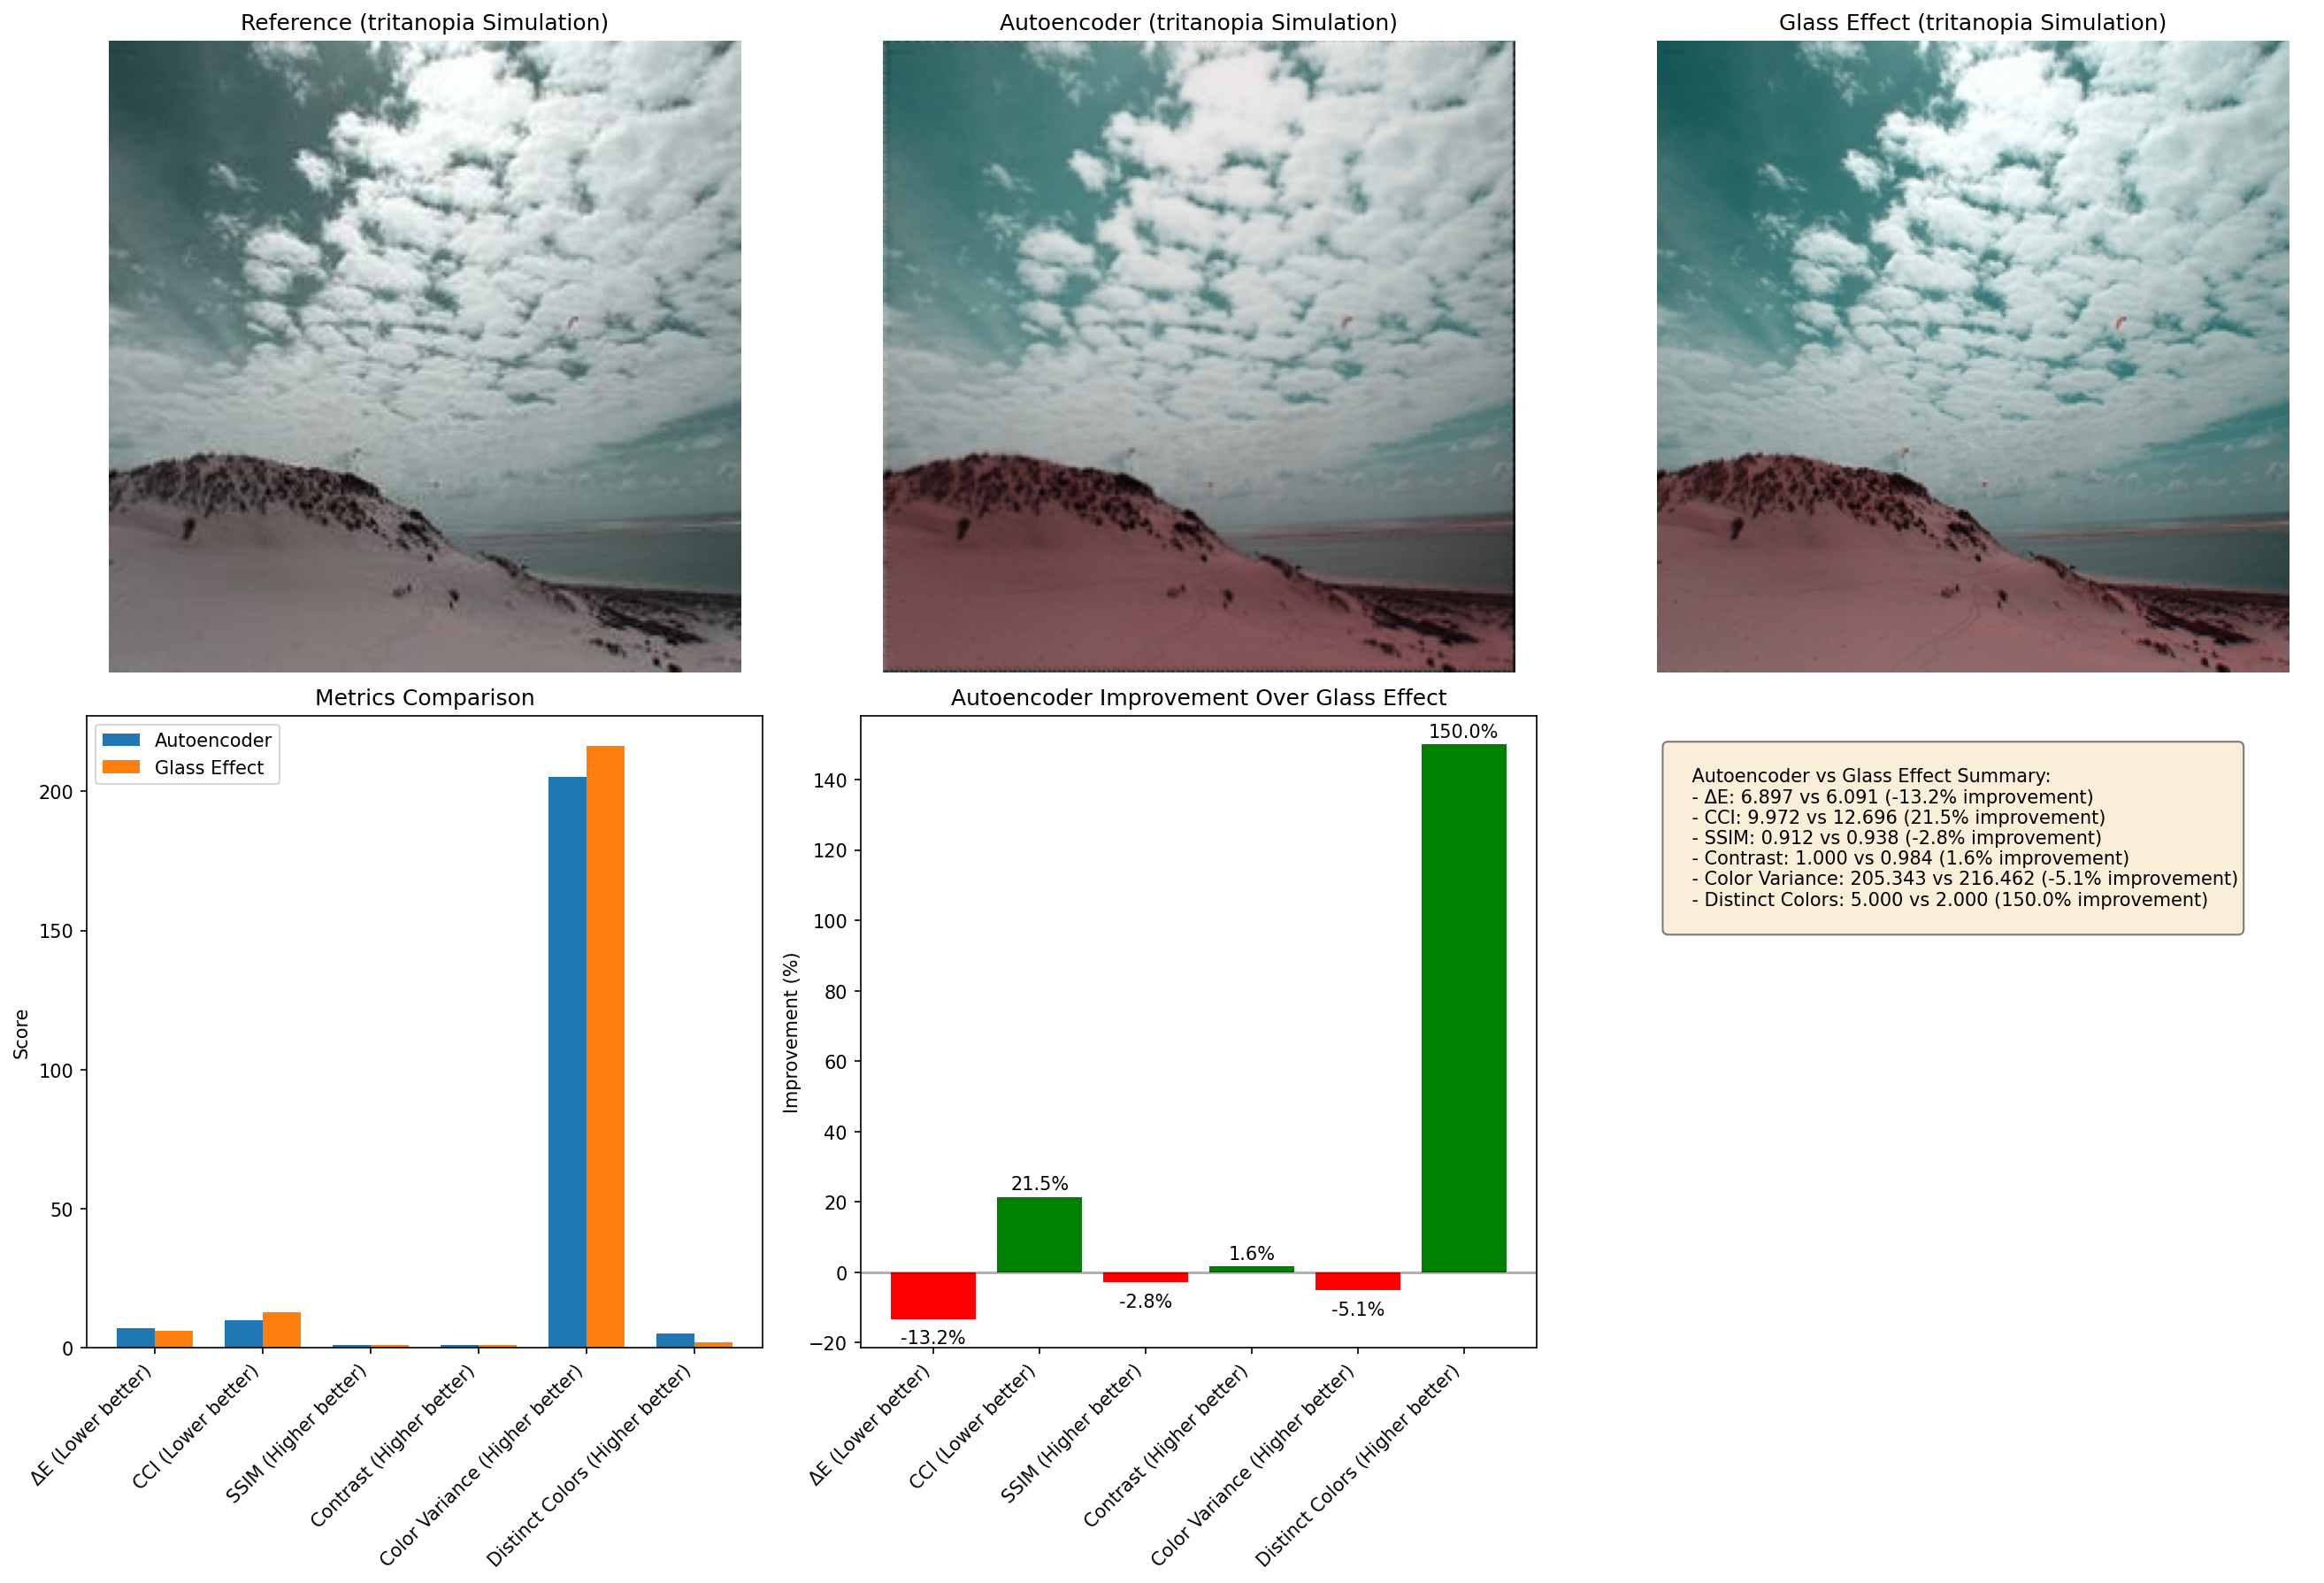 Reference (tritanopia Simulation)
Autoencoder (tritanopia Simulation)
Glass Effect (tritanopia Simulation)
Metrics Comparison
Autoencoder
Glass Effect
Score
200
150
100
50
0
ΔE (Lower better)
CCI (Lower better)
SSIM (Higher better)
Contrast (Higher better)
Color Variance (Higher better)
Distinct Colors (Higher better)
Autoencoder Improvement Over Glass Effect
Improvement (%)
140
120
100
80
60
40
20
0
−20
-13.2%
21.5%
-2.8%
1.6%
-5.1%
150.0%
ΔE (Lower better)
CCI (Lower better)
SSIM (Higher better)
Contrast (Higher better)
Color Variance (Higher better)
Distinct Colors (Higher better)
Autoencoder vs Glass Effect Summary:
- ΔE: 6.897 vs 6.091 (-13.2% improvement)
- CCI: 9.972 vs 12.696 (21.5% improvement)
- SSIM: 0.912 vs 0.938 (-2.8% improvement)
- Contrast: 1.000 vs 0.984 (1.6% improvement)
- Color Variance: 205.343 vs 216.462 (-5.1% improvement)
- Distinct Colors: 5.000 vs 2.000 (150.0% improvement)